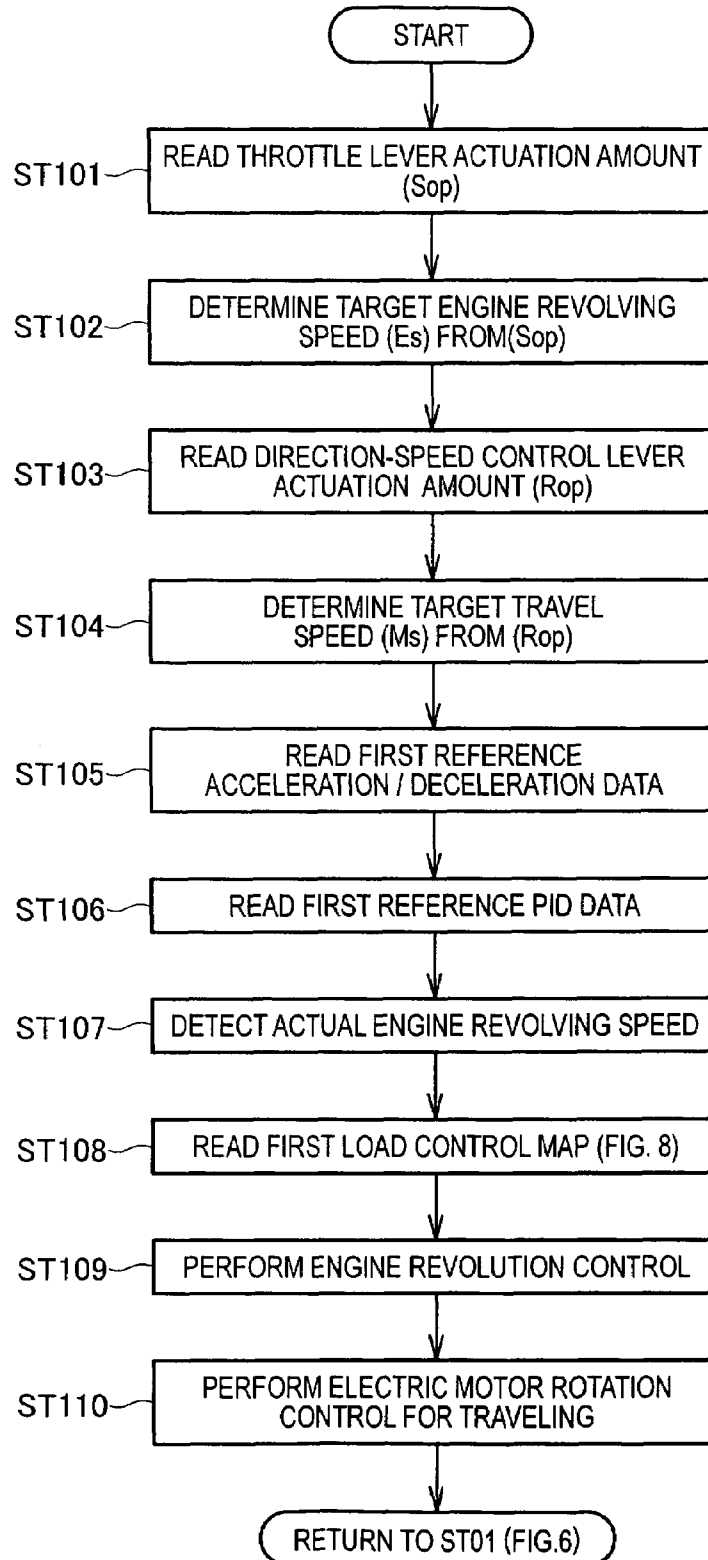 START
ST101
READ THROTTLE LEVER ACTUATION AMOUNT
(Sop)
ST102
DETERMINE TARGET ENGINE REVOLVING
SPEED (Es) FROM(Sop)
ST103
READ DIRECTION-SPEED CONTROL LEVER
ACTUATION AMOUNT (Rop)
ST104
DETERMINE TARGET TRAVEL
SPEED (Ms) FROM (Rop)
ST105
READ FIRST REFERENCE
ACCELERATION / DECELERATION DATA
ST106
READ FIRST REFERENCE PID DATA
ST107
DETECT ACTUAL ENGINE REVOLVING SPEED
ST108
READ FIRST LOAD CONTROL MAP (FIG. 8)
ST109
PERFORM ENGINE REVOLUTION CONTROL
ST110
PERFORM ELECTRIC MOTOR ROTATION
CONTROL FOR TRAVELING
RETURN TO ST01 (FIG.6)